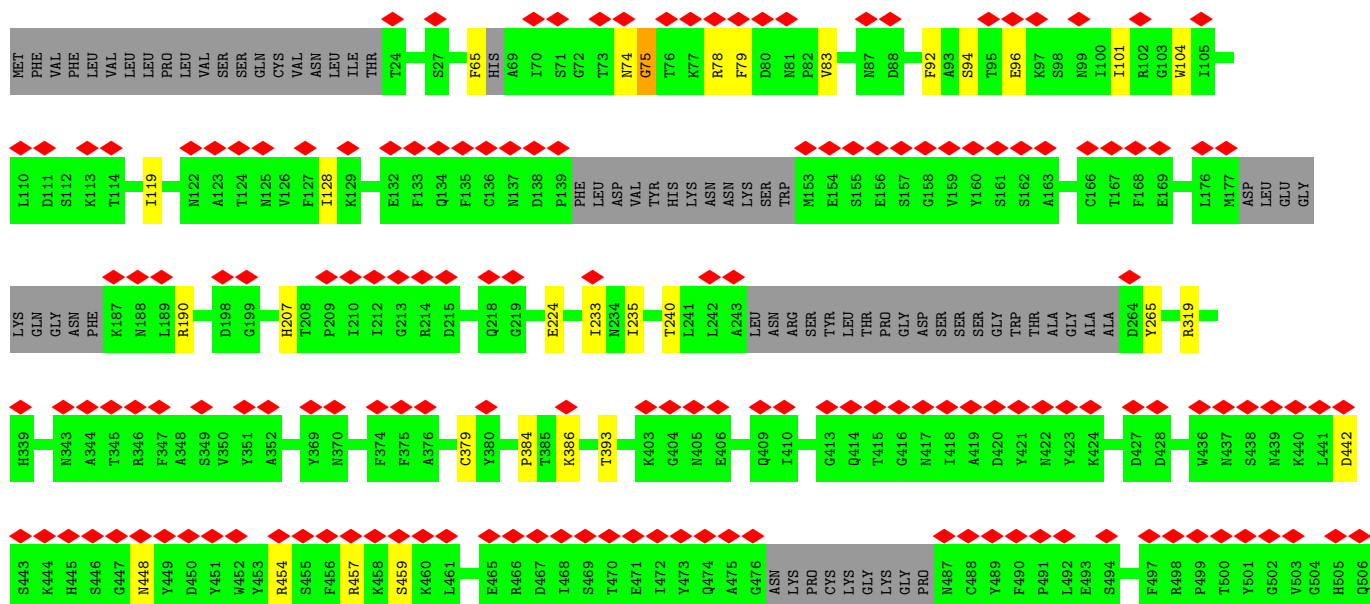 MET PHE VAL PHE LEU VAL LEU LEU PRO LEU VAL SER SER GLN CYS VAL ASN LEU ILE THR T24 S27 F65 HIS A69 I70 S71 G72 T73 N74 G75 T76 K77 R78 F79 D80 N81 P82 V83 N87 D88 F92 A93 S94 T95 E96 K97 S98 N99 I100 I101 R102 G103 W104 I105
L110 D111 S112 K113 T114 I119 N122 A123 T124 N125 V126 F127 I128 K129 E132 F133 Q134 F135 C136 N137 D138 P139 PHE LEU ASP VAL TYR HIS LYS ASN ASN LYS SER TRP M153 E154 S155 E156 S157 G158 V159 Y160 S161 S162 A163 C166 T167 F168 E169 L176 M177 ASP LEU GLU GLY
LYS GLN GLY ASN PHE K187 N188 L189 R190 D198 G199 H207 T208 P209 I210 T212 G213 R214 D215 Q218 G219 E224 I233 N234 I235 T240 L241 L242 A243 LEU ASN ARG SER TYR LEU THR PRO GLY ASP SER SER SER GLY TRP THR ALA GLY ALA ALA D264 Y265 R319
H339 N343 A344 T345 R346 F347 A348 S349 V350 Y351 A352 Y369 N370 F374 F375 A376 C379 Y380 P384 T385 K386 T393 K403 G404 N405 E406 Q409 I410 G413 Q414 T415 G416 N417 I418 A419 D420 Y421 N422 Y423 K424 D427 D428 W436 N437 S438 N439 K440 L441 D442
S443 K444 H445 S446 G447 N448 Y449 D450 Y451 W452 Y453 R454 S455 F456 R457 K458 S459 K460 L461 E465 R466 D467 I468 S469 T470 E471 I472 Y473 Q474 A475 G476 ASN LYS PRO CYS LYS GLY LYS GLY PRO N487 C488 Y489 F490 P491 L492 E493 S494 F497 R498 P499 T500 Y501 G502 V503 G504 H505 Q506